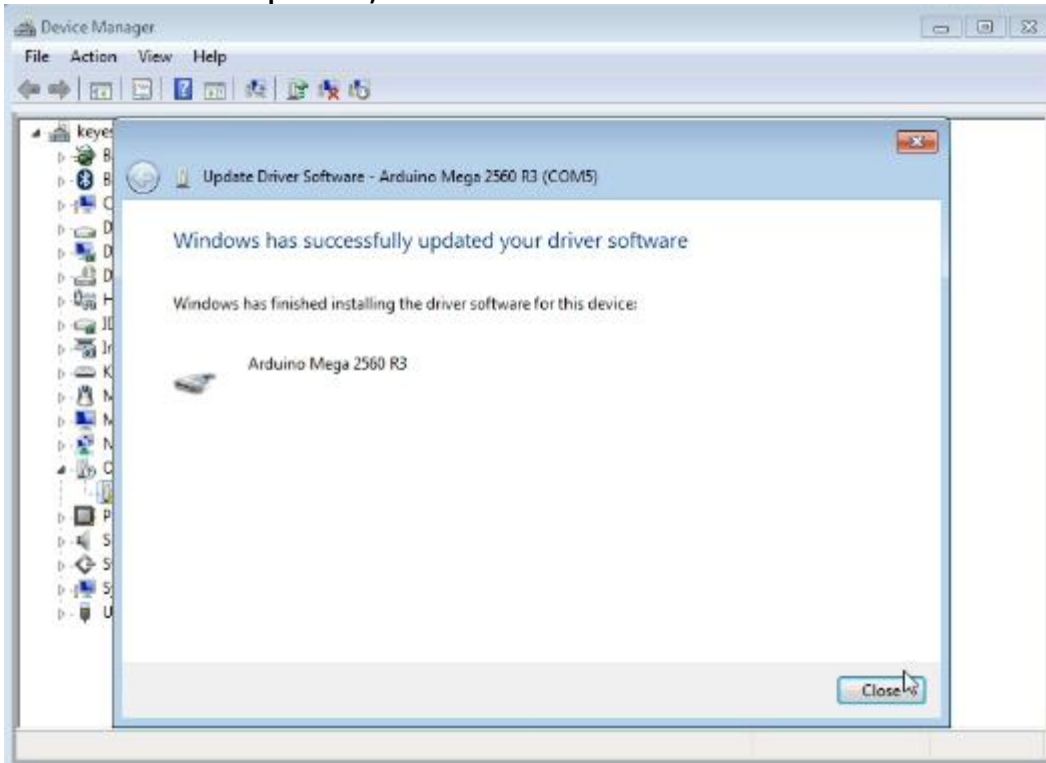 Device Manager
File Action View Help
keyes
Update Driver Software - Arduino Mega 2560 R3 (COM5)
Windows has successfully updated your driver software
Windows has finished installing the driver software for this device:
Arduino Mega 2560 R3
Close